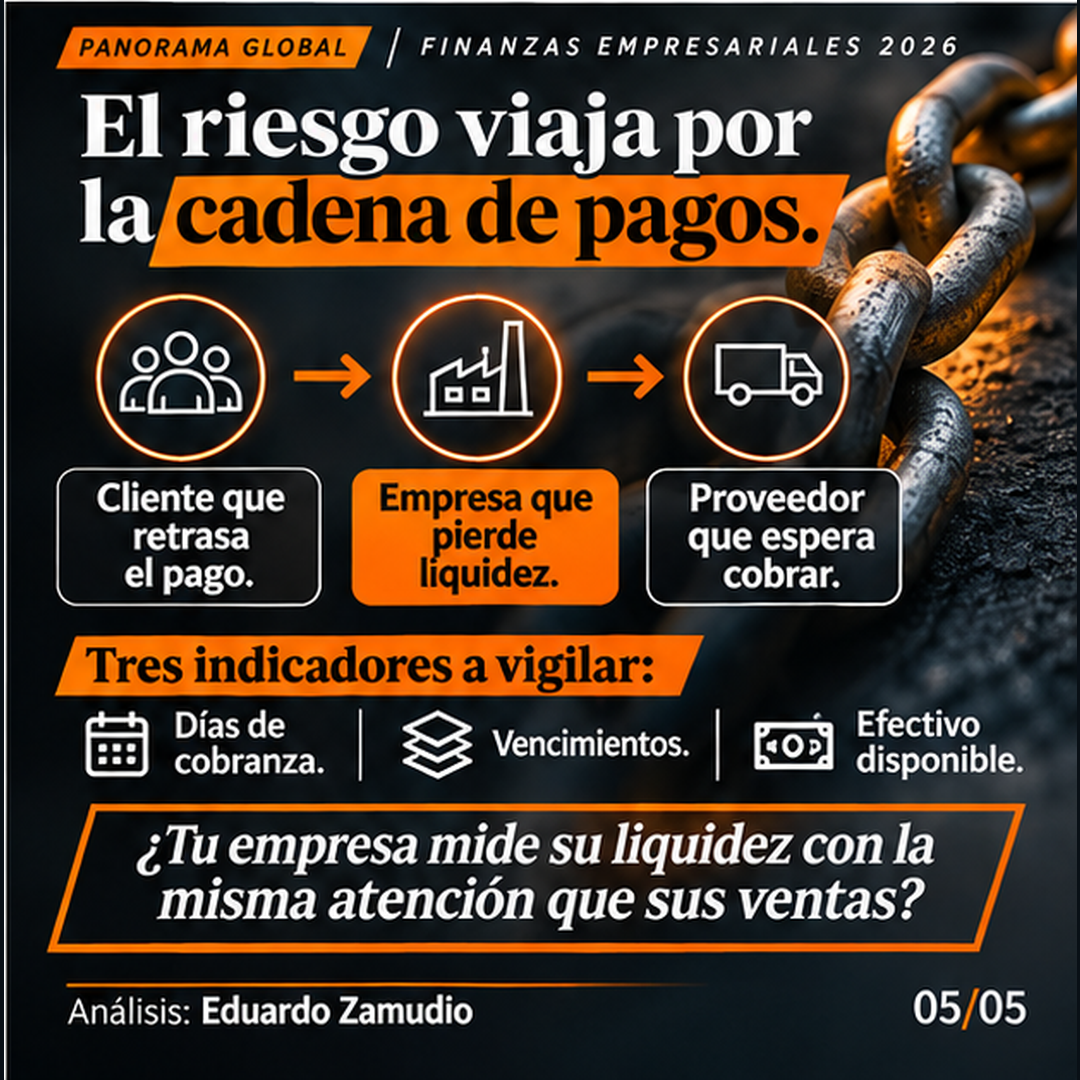 PANORAMA GLOBAL / FINANZAS EMPRESARIALES 2026
El riesgo viaja por
la cadena de pagos.
Cliente que
retrasa
el pago.
Empresa que
pierde
liquidez.
Proveedor
que espera
cobrar.
Tres indicadores a vigilar:
Días de
cobranza.
Vencimientos.
Efectivo
disponible.
¿Tu empresa mide su liquidez con la
misma atención que sus ventas?
Análisis: Eduardo Zamudio
05/05